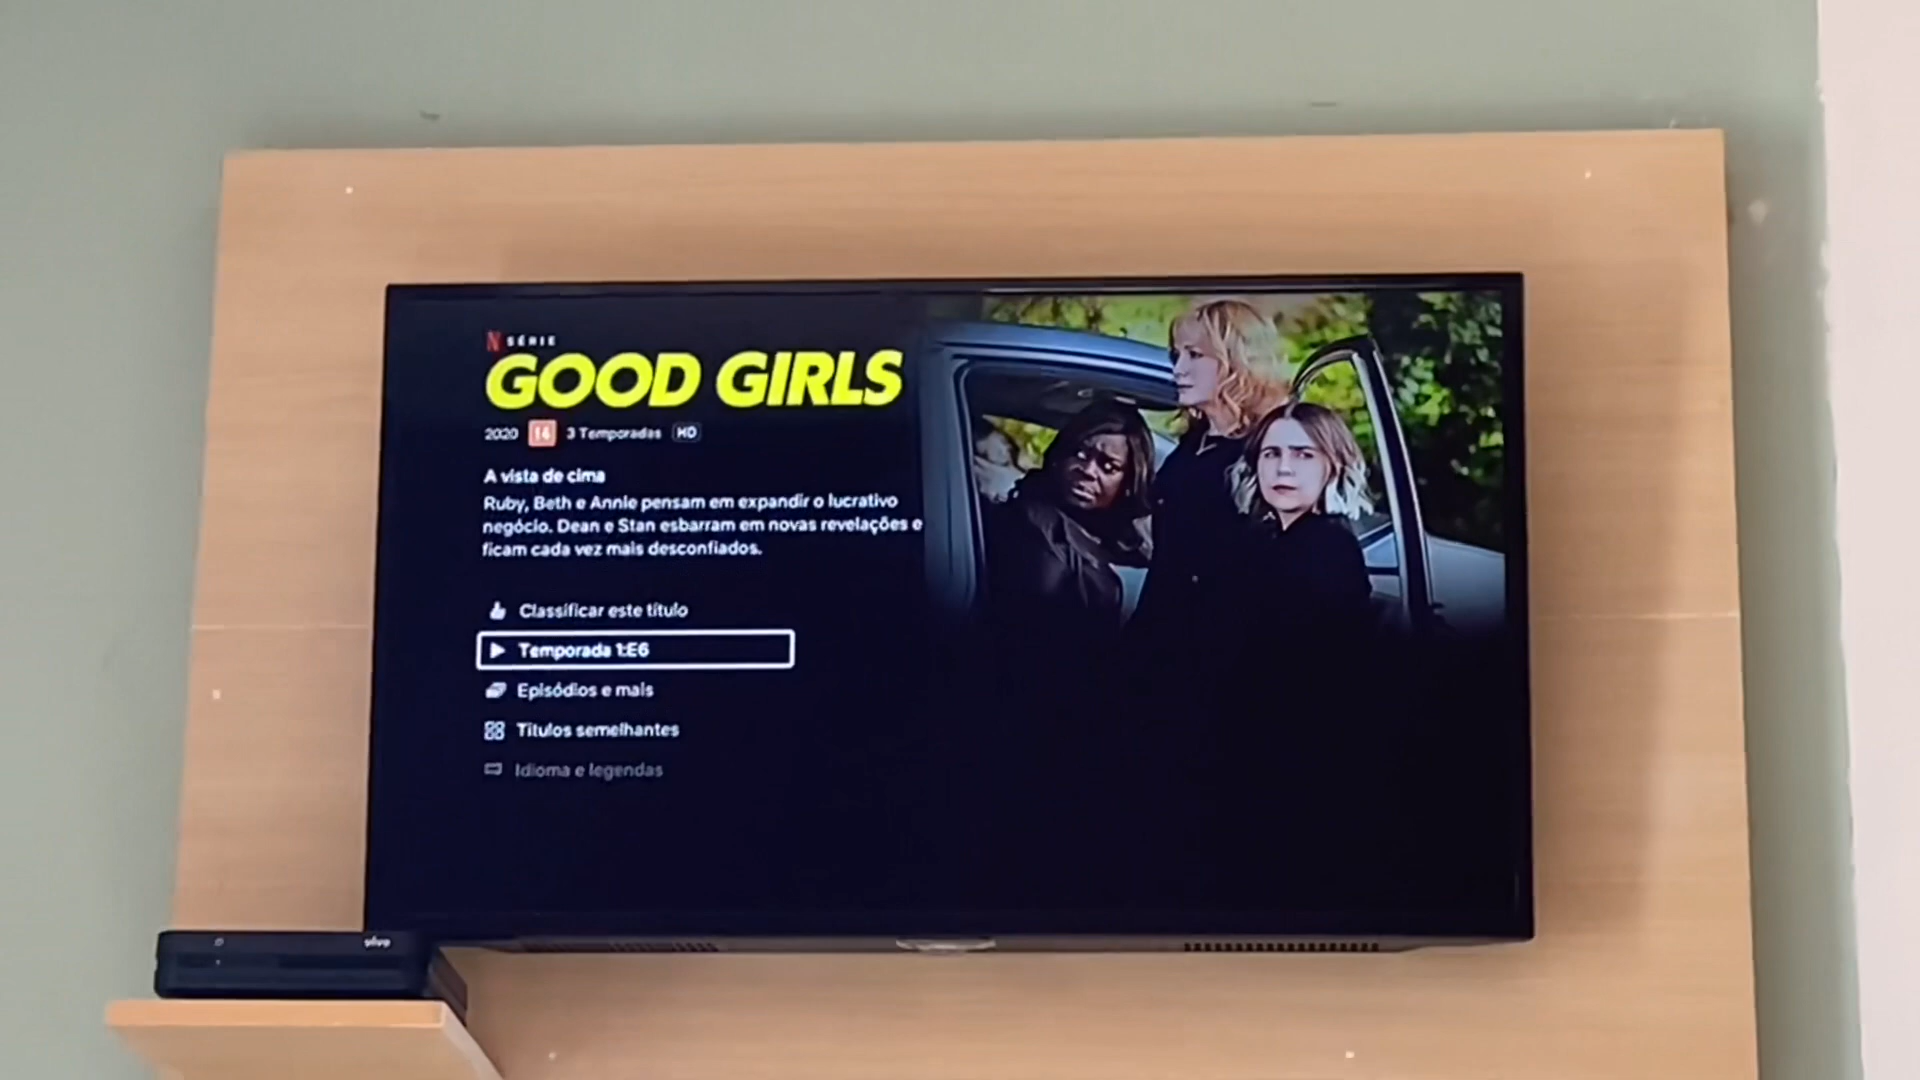 N SÉRIE
GOOD GIRLS
2020 14 3 Temporadas HD
A vista de cima
Ruby, Beth e Annie pensam em expandir o lucrativo
negócio. Dean e Stan esbarram em novas revelações e
ficam cada vez mais desconfiados.
Classificar este título
Temporada 1:E6
Episódios e mais
Títulos semelhantes
Idioma e legendas
vivo